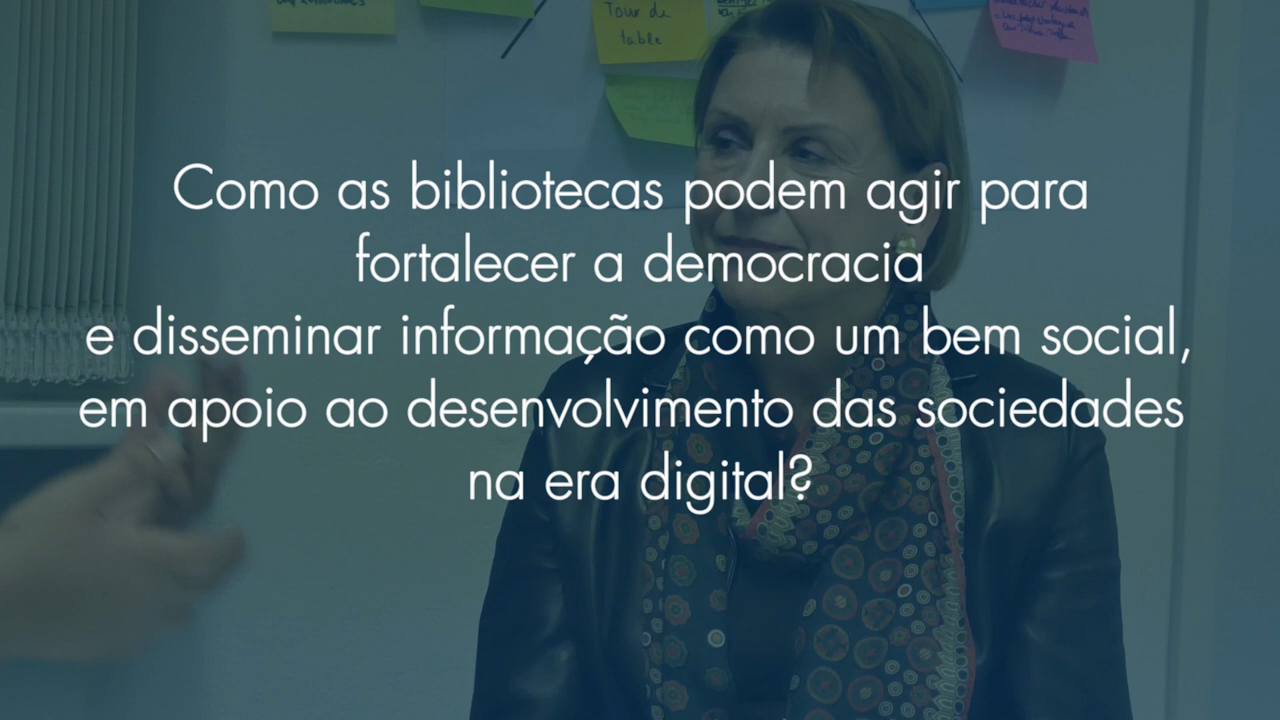 Tour de
table
Como as bibliotecas podem agir para
fortalecer a democracia
e disseminar informação como um bem social,
em apoio ao desenvolvimento das sociedades
na era digital?